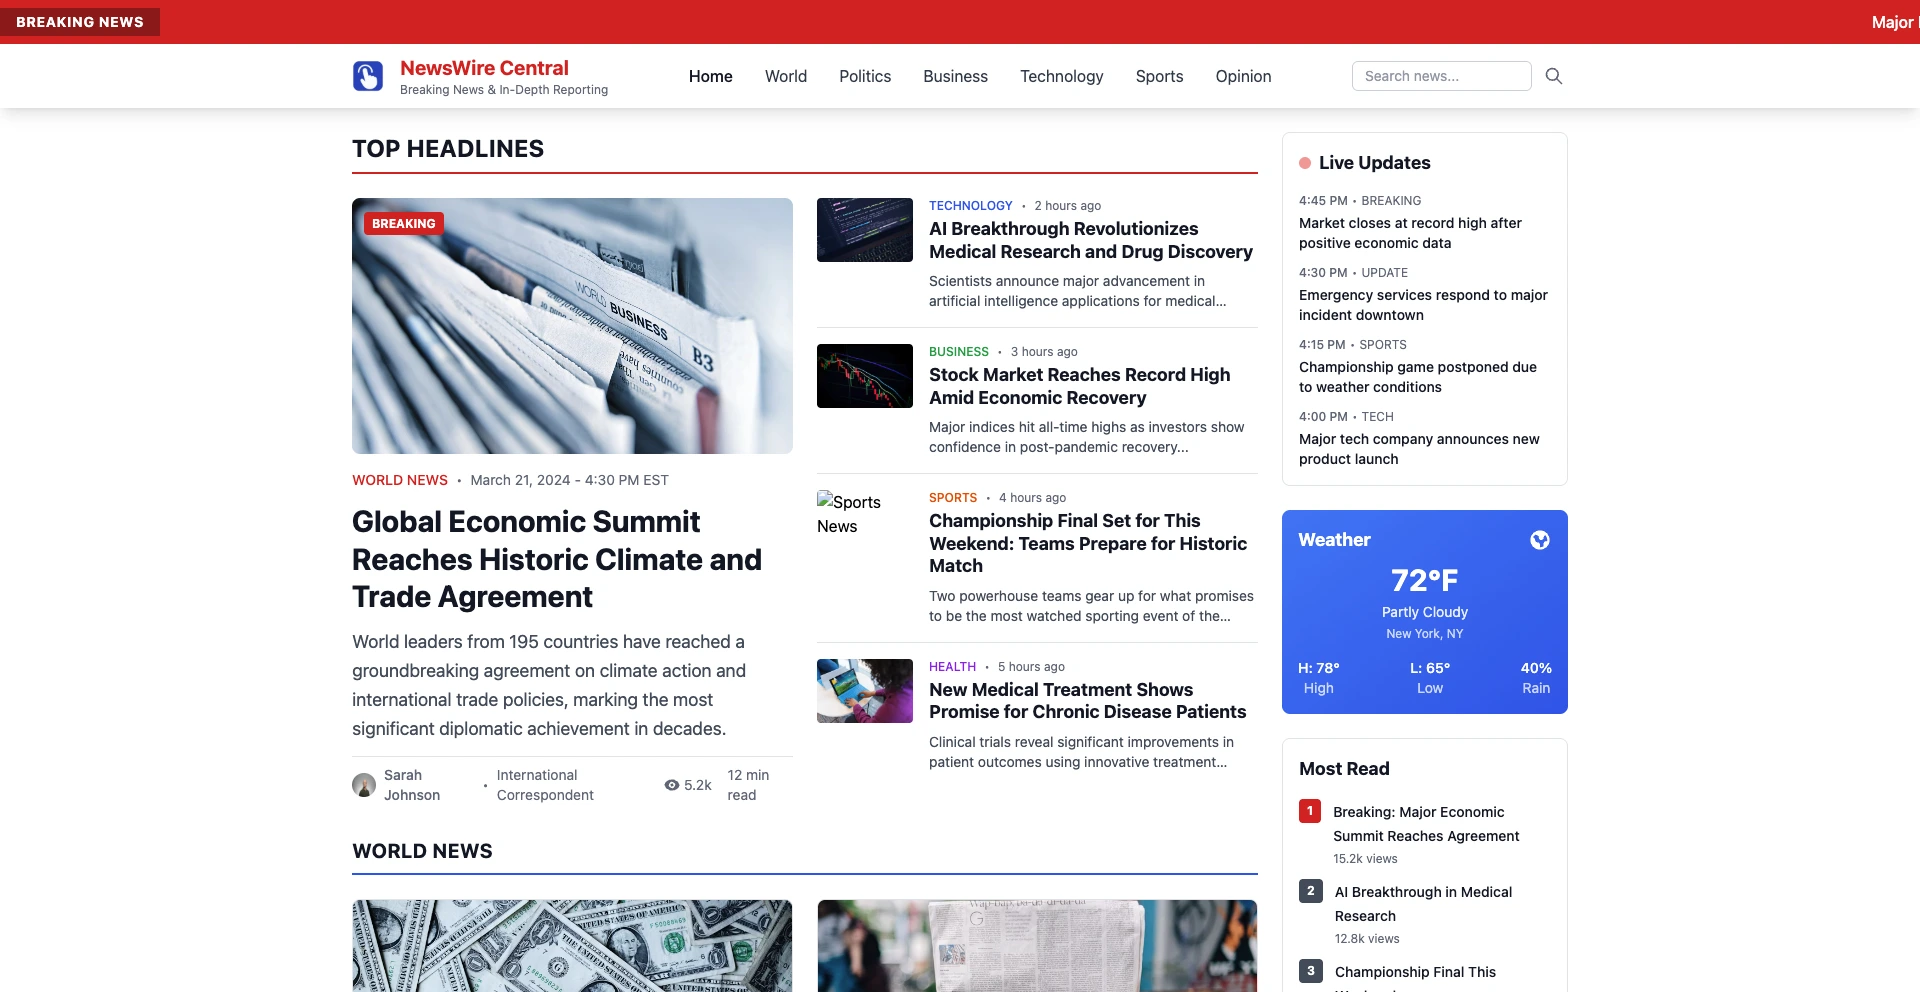 BREAKING NEWS
Major
NewsWire Central
Breaking News & In-Depth Reporting
Home
World
Politics
Business
Technology
Sports
Opinion
Search news...
TOP HEADLINES
BREAKING
WORLD BUSINESS
B3
WORLD NEWS • March 21, 2024 - 4:30 PM EST
Global Economic Summit
Reaches Historic Climate and
Trade Agreement
World leaders from 195 countries have reached a
groundbreaking agreement on climate action and
international trade policies, marking the most
significant diplomatic achievement in decades.
Sarah
Johnson
•
International
Correspondent
5.2k
12 min
read
TECHNOLOGY • 2 hours ago
AI Breakthrough Revolutionizes
Medical Research and Drug Discovery
Scientists announce major advancement in
artificial intelligence applications for medical...
BUSINESS • 3 hours ago
Stock Market Reaches Record High
Amid Economic Recovery
Major indices hit all-time highs as investors show
confidence in post-pandemic recovery...
Sports
News
SPORTS • 4 hours ago
Championship Final Set for This
Weekend: Teams Prepare for Historic
Match
Two powerhouse teams gear up for what promises
to be the most watched sporting event of the...
HEALTH • 5 hours ago
New Medical Treatment Shows
Promise for Chronic Disease Patients
Clinical trials reveal significant improvements in
patient outcomes using innovative treatment...
WORLD NEWS
Live Updates
4:45 PM • BREAKING
Market closes at record high after
positive economic data
4:30 PM • UPDATE
Emergency services respond to major
incident downtown
4:15 PM • SPORTS
Championship game postponed due
to weather conditions
4:00 PM • TECH
Major tech company announces new
product launch
Weather
72°F
Partly Cloudy
New York, NY
H: 78°
High
L: 65°
Low
40%
Rain
Most Read
1
Breaking: Major Economic
Summit Reaches Agreement
15.2k views
2
AI Breakthrough in Medical
Research
12.8k views
3
Championship Final This